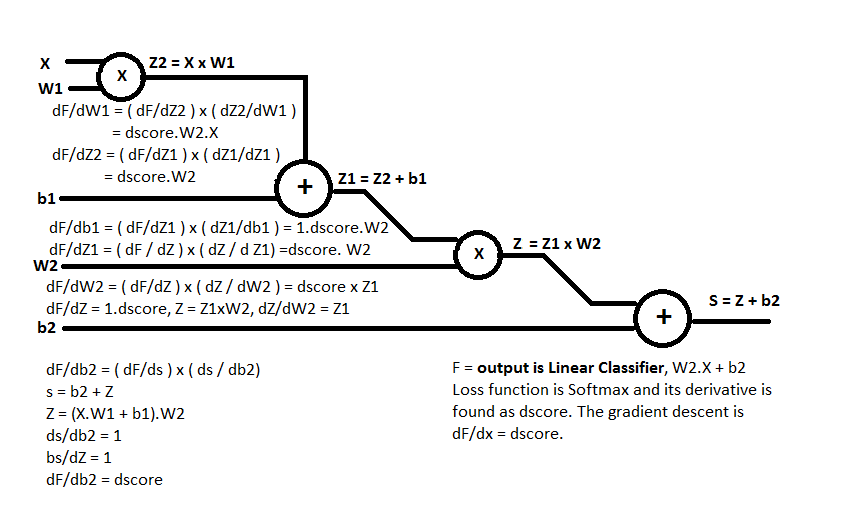 X
W1
X
Z2 = X x W1
dF/dW1 = ( dF/dZ2 ) x ( dZ2/dW1 )
= dscore.W2.X
dF/dZ2 = ( dF/dZ1 ) x ( dZ1/dZ1 )
= dscore.W2
b1
+
Z1 = Z2 + b1
dF/db1 = ( dF/dZ1 ) x ( dZ1/db1 ) = 1.dscore.W2
dF/dZ1 = ( dF / dZ ) x ( dZ / d Z1) =dscore. W2
W2
X
Z = Z1 x W2
dF/dW2 = ( dF/dZ ) x ( dZ / dW2 ) = dscore x Z1
dF/dZ = 1.dscore, Z = Z1xW2, dZ/dW2 = Z1
b2
+
S = Z + b2
dF/db2 = ( dF/ds ) x ( ds / db2)
s = b2 + Z
Z = (X.W1 + b1).W2
ds/db2 = 1
bs/dZ = 1
dF/db2 = dscore
F = output is Linear Classifier, W2.X + b2
Loss function is Softmax and its derivative is
found as dscore. The gradient descent is
dF/dx = dscore.